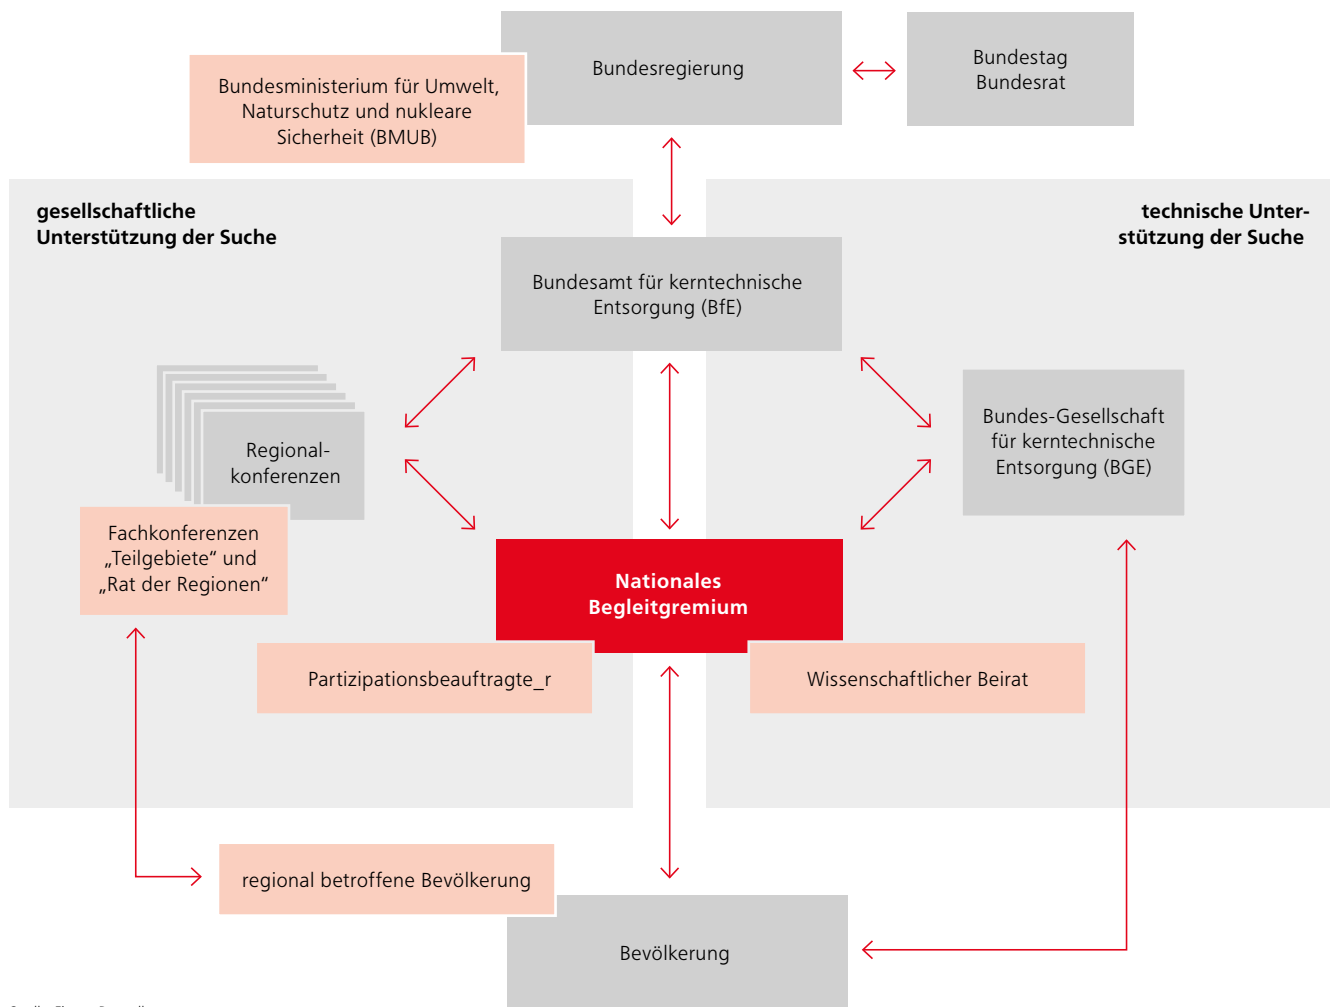 Bundesregierung
Bundestag
Bundesrat
Bundesministerium für Umwelt,
Naturschutz und nukleare
Sicherheit (BMUB)
gesellschaftliche
Unterstützung der Suche
technische Unter-
stützung der Suche
Bundesamt für kerntechnische
Entsorgung (BfE)
Regional-
konferenzen
Bundes-Gesellschaft
für kerntechnische
Entsorgung (BGE)
Fachkonferenzen
„Teilgebiete“ und
„Rat der Regionen“
Nationales
Begleitgremium
Partizipationsbeauftragte_r
Wissenschaftlicher Beirat
regional betroffene Bevölkerung
Bevölkerung